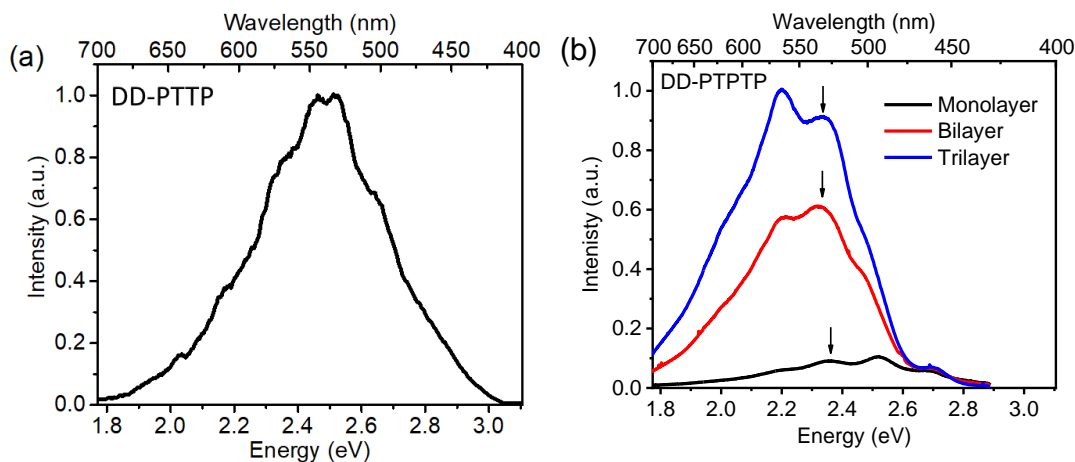 Wavelength (nm)
700 650 600 550 500 450 400
(a)
DD-PTTP
1.0
0.8
0.6
0.4
0.2
0.0
Intensity (a.u.)
1.8 2.0 2.2 2.4 2.6 2.8 3.0
Energy (eV)
Wavelength (nm)
700 650 600 550 500 450 400
(b)
DD-PTPTP
Monolayer
Bilayer
Trilayer
1.0
0.8
0.6
0.4
0.2
0.0
Intenisty (a.u.)
1.8 2.0 2.2 2.4 2.6 2.8 3.0
Energy (eV)